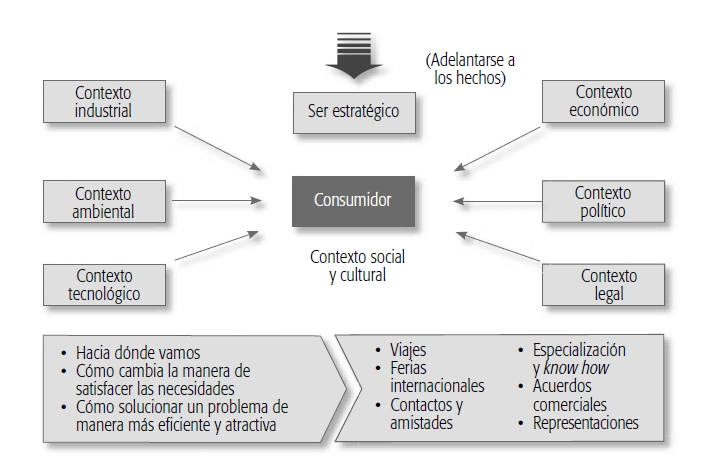 (Adelantarse a
los hechos)
Contexto
industrial
Ser estratégico
Contexto
económico
Contexto
ambiental
Consumidor
Contexto
político
Contexto social
y cultural
Contexto
tecnológico
Contexto
legal
• Hacia dónde vamos
• Cómo cambia la manera de
satisfacer las necesidades
• Cómo solucionar un problema de
manera más eficiente y atractiva
• Viajes
• Ferias
internacionales
• Contactos y
amistades
• Especialización
y know how
• Acuerdos
comerciales
• Representaciones